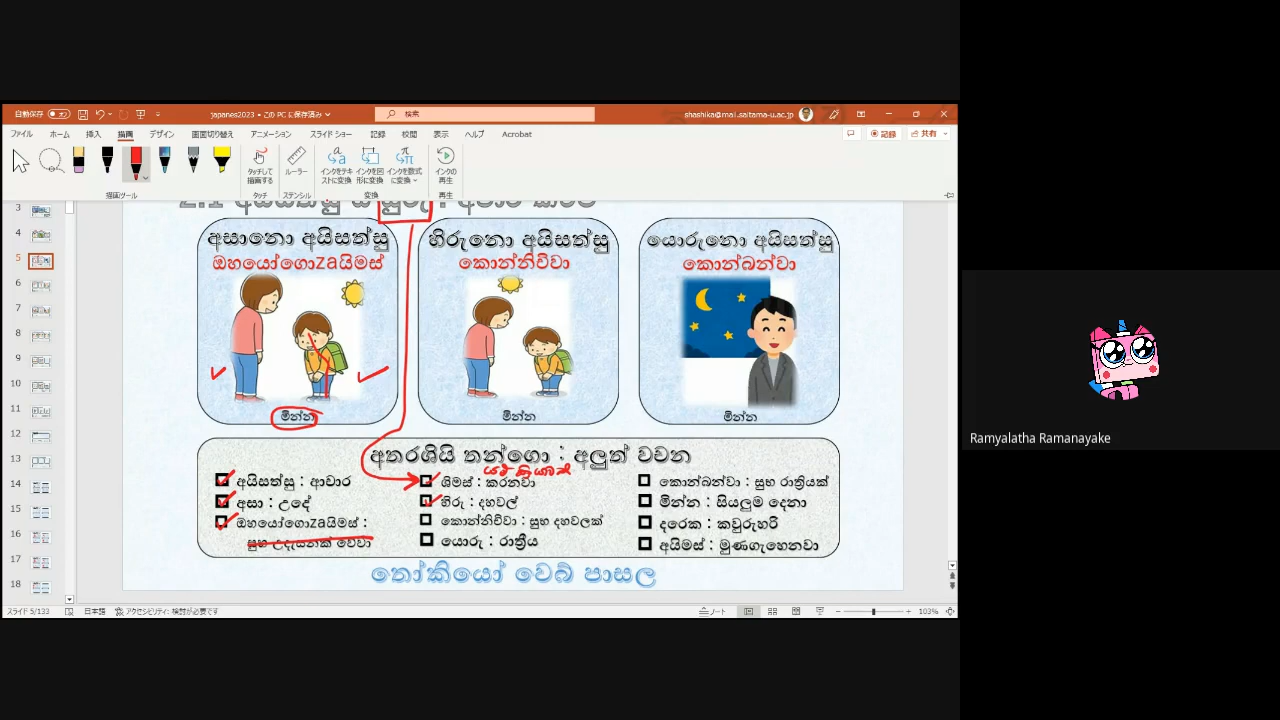 自動保存
japanes2023 • この PC に保存済み
検索
shashika@mail.saitama-u.ac.jp
ファイル ホーム 挿入 描画 デザイン 画面切り替え アニメーション スライド ショー 記録 校閲 表示 ヘルプ Acrobat
記録 共有
タッチして描画する
ルーラー
インクをテキストに変換
インクを図形に変換
インクを数式に変換
インクの再生
描画ツール タッチ ステンシル 変換 再生
3
4
5
6
7
8
9
10
11
12
13
14
15
16
17
18
අසානො අයිසත්සු
ඔහයෝගොzaයිමස්
මින්න
හිරුනො අයිසත්සු
කොන්නිචිවා
මින්න
යොරුනො අයිසත්සු
කොන්බන්වා
මින්න
අතරශියි තන්ගො : අලුත් වචන
අයිසත්සු : ආචාර
අසා : උදේ
ඔහයෝගොzaයිමස් :
සුභ උදෑසනක් වේවා
ශිමස් : කරනවා
හිරු : දහවල්
කොන්නිචිවා : සුභ දහවලක්
යොරු : රාත්‍රීය
කොන්බන්වා : සුභ රාත්‍රියක්
මින්න : සියලුම දෙනා
දරෙක : කවුරුහරි
අයිමස් : මුණගැහෙනවා
තෝකියෝ වෙබ් පාසල
スライド 5/133 日本語 アクセシビリティ: 検討が必要です
ノート
103%
Ramyalatha Ramanayake